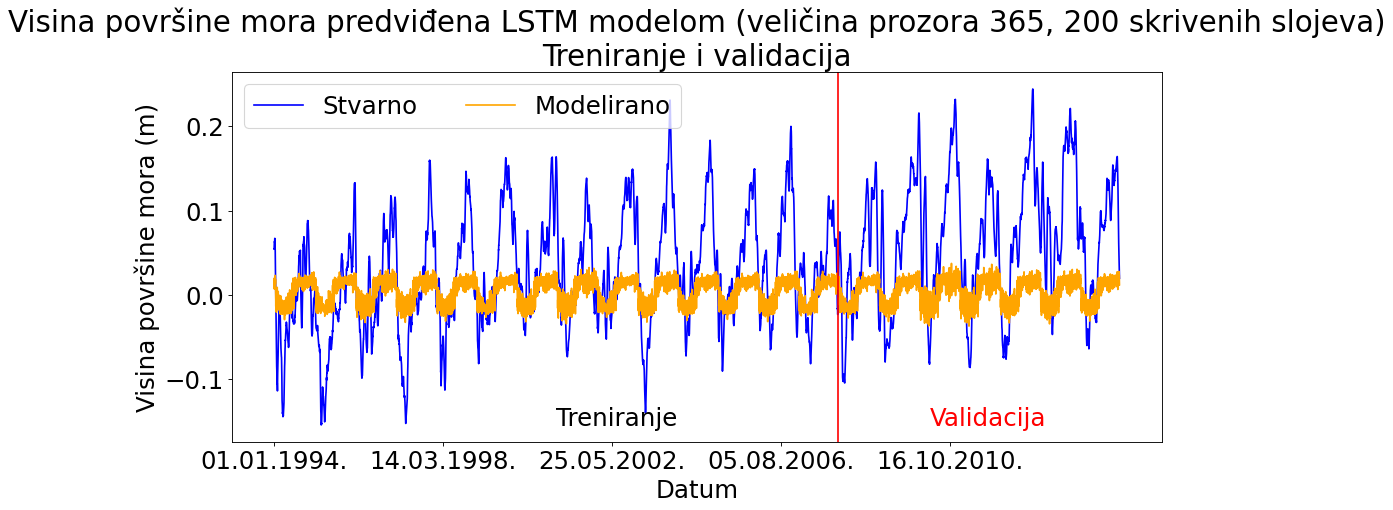 Visina površine mora predviđena LSTM modelom (veličina prozora 365, 200 skrivenih slojeva)
Treniranje i validacija
Stvarno Modelirano
Visina površine mora (m)
0.2
0.1
0.0
−0.1
Treniranje Validacija
01.01.1994. 14.03.1998. 25.05.2002. 05.08.2006. 16.10.2010.
Datum